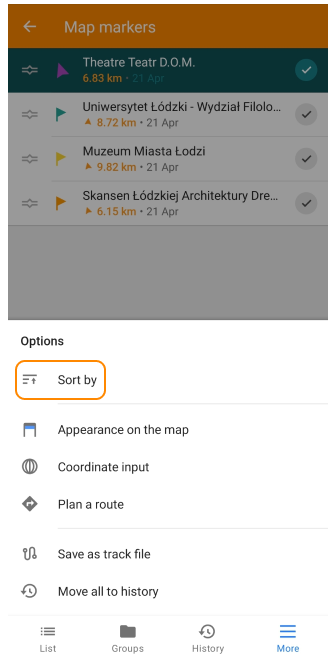 Map markers
Theatre Teatr D.O.M.
6.83 km • 21 Apr
Uniwersytet Łódzki - Wydział Filolo...
8.72 km • 21 Apr
Muzeum Miasta Łodzi
9.82 km • 21 Apr
Skansen Łódzkiej Architektury Dre...
6.15 km • 21 Apr
Options
Sort by
Appearance on the map
Coordinate input
Plan a route
Save as track file
Move all to history
List
Groups
History
More